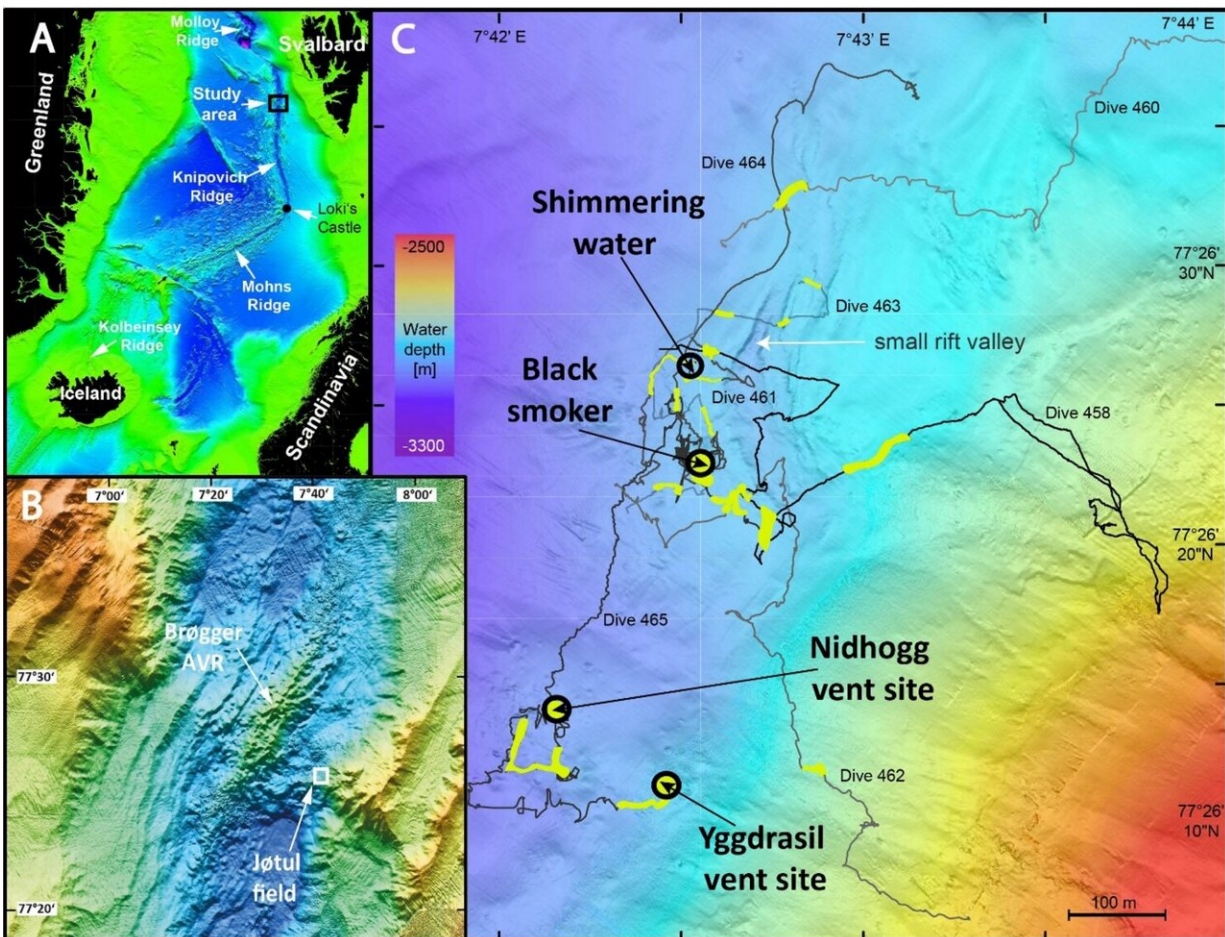 A
Molloy
Ridge
Svalbard
Greenland
Study
area
Knipovich
Ridge
Loki's
Castle
Mohns
Ridge
Kolbeinsey
Ridge
Iceland
Scandinavia
B
7°00'
7°20'
7°40'
8°00'
Brøgger
AVR
77°30'
Jøtul
field
77°20'
C
7°42' E
7°43' E
7°44' E
Dive 460
Dive 464
Shimmering
water
77°26'
30"N
-2500
Water
depth
[m]
-3300
Dive 463
small rift valley
Black
smoker
Dive 461
Dive 458
77°26'
20"N
Dive 465
Nidhogg
vent site
Dive 462
77°26'
10"N
Yggdrasil
vent site
100 m